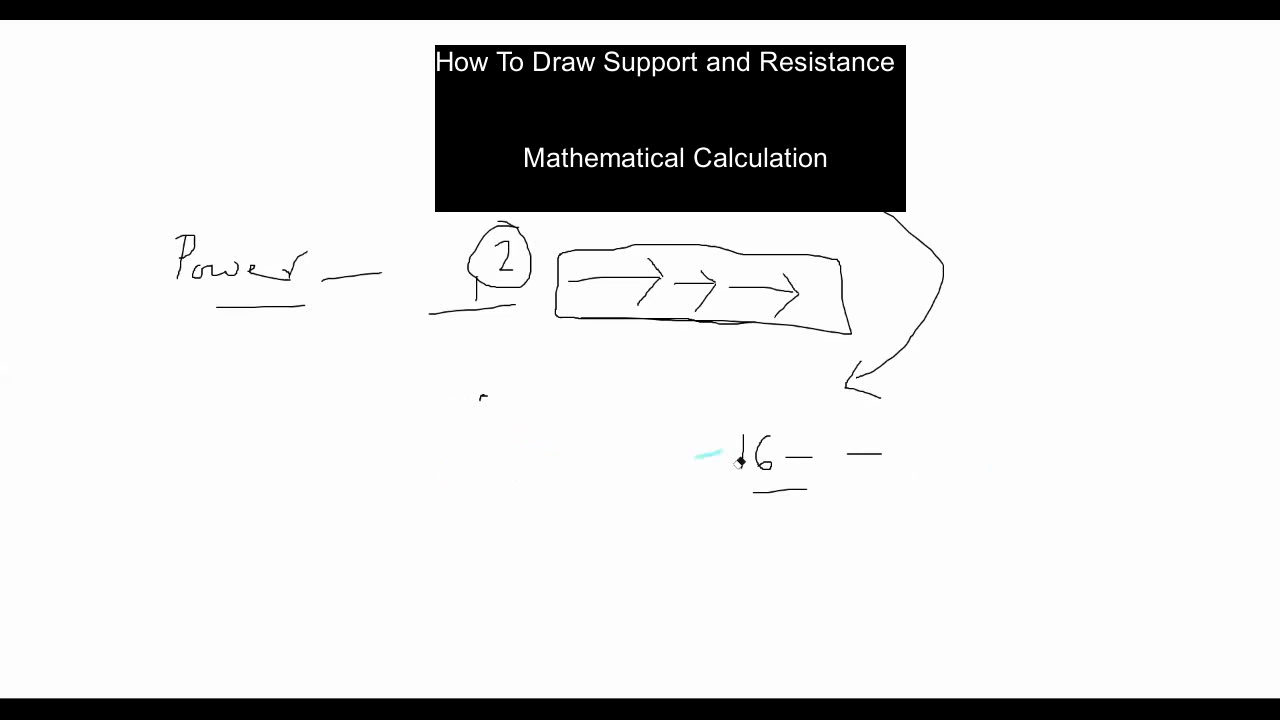 How To Draw Support and Resistance
Mathematical Calculation
Power — 2
- 16 — —